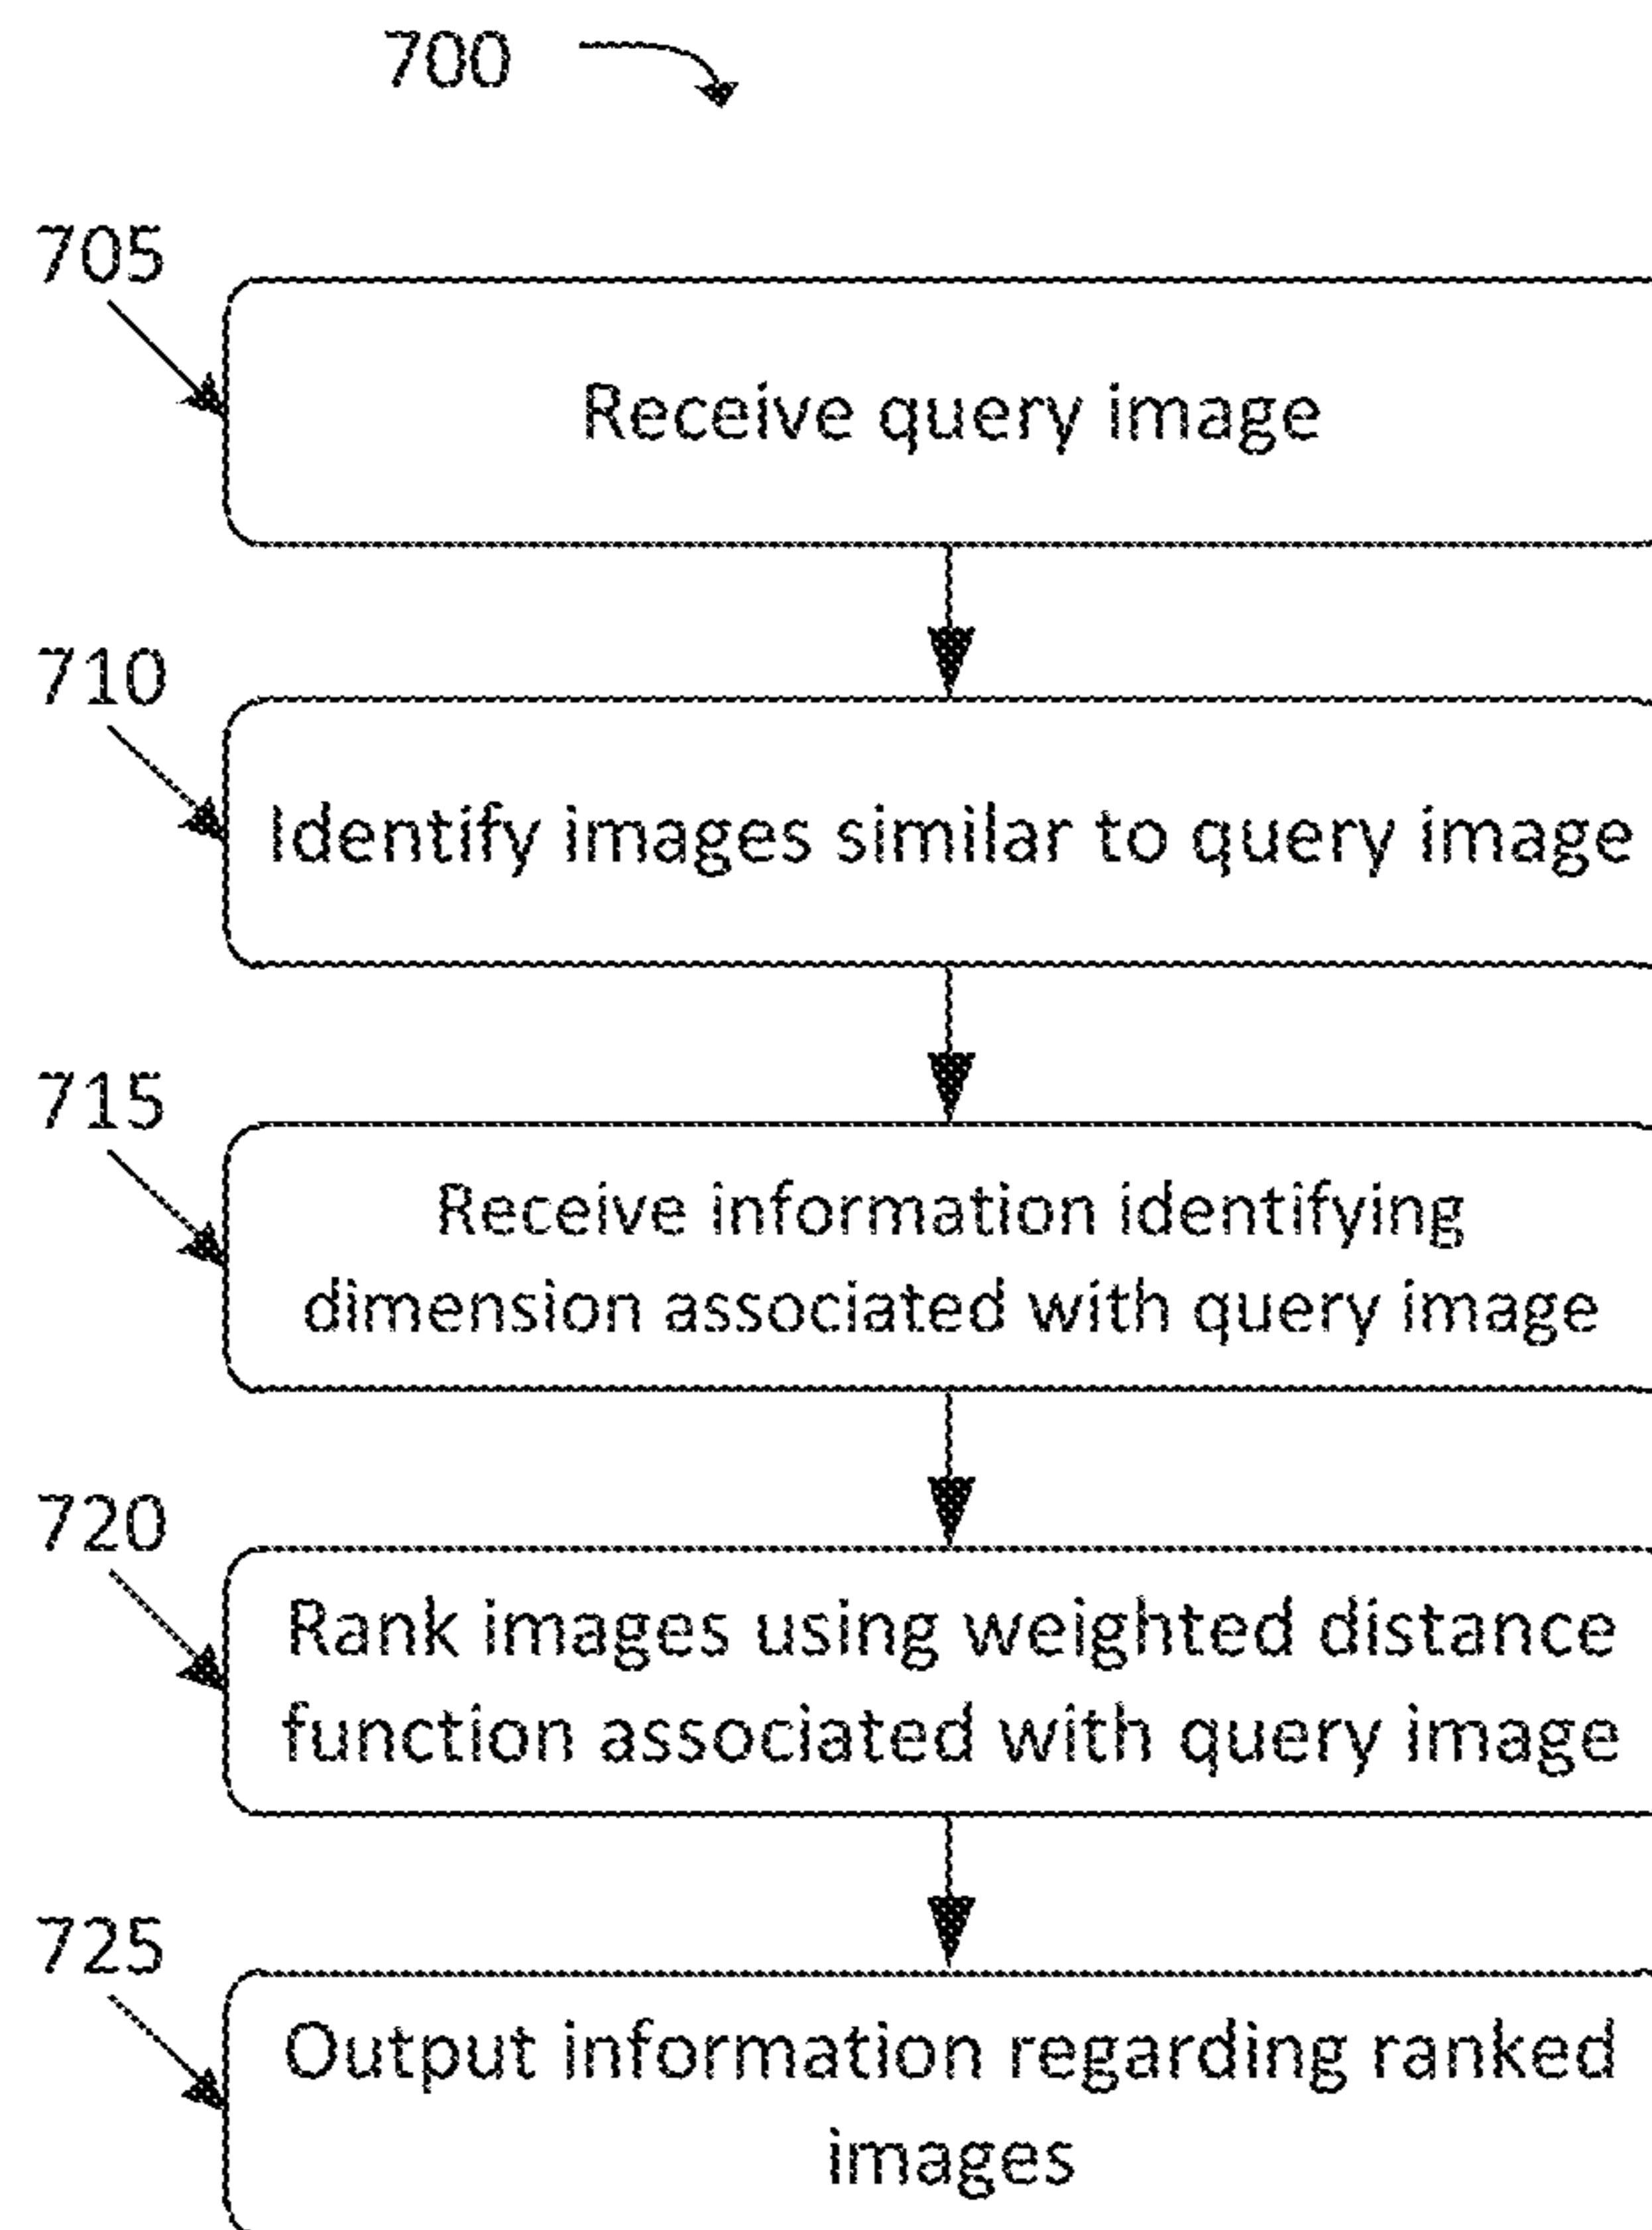 700
705
Receive query image
710
Identify images similar to query image
715
Receive information identifying
dimension associated with query image
720
Rank images using weighted distance
function associated with query image
725
Output information regarding ranked
images